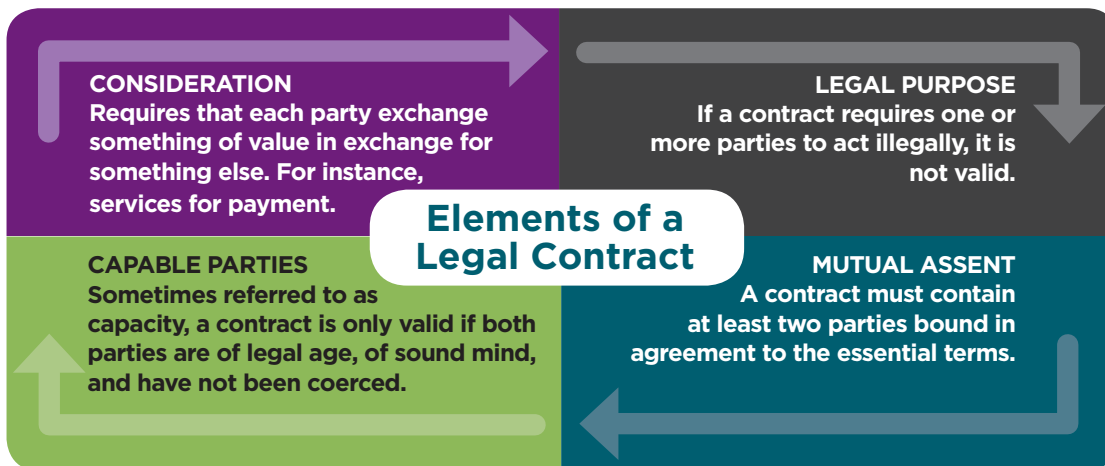 CONSIDERATION
Requires that each party exchange
something of value in exchange for
something else. For instance,
services for payment.
LEGAL PURPOSE
If a contract requires one or
more parties to act illegally, it is
not valid.
Elements of a
Legal Contract
CAPABLE PARTIES
Sometimes referred to as
capacity, a contract is only valid if both
parties are of legal age, of sound mind,
and have not been coerced.
MUTUAL ASSENT
A contract must contain
at least two parties bound in
agreement to the essential terms.